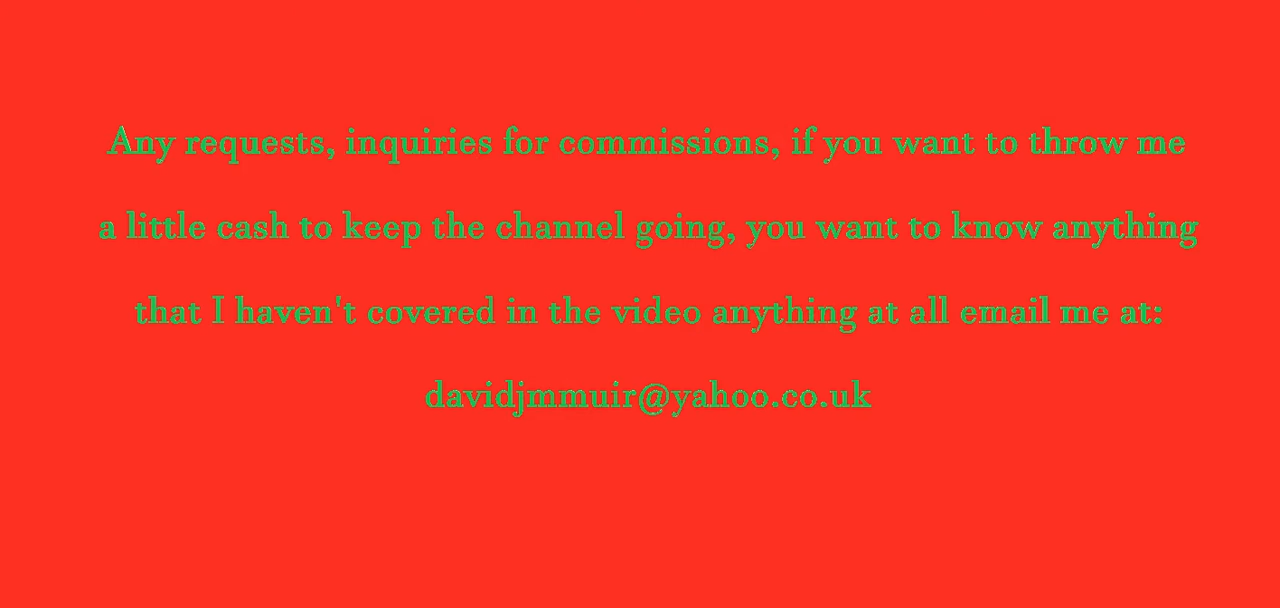 Any requests, inquiries for commissions, if you want to throw me
a little cash to keep the channel going, you want to know anything
that I haven't covered in the video anything at all email me at:
davidjmmuir@yahoo.co.uk